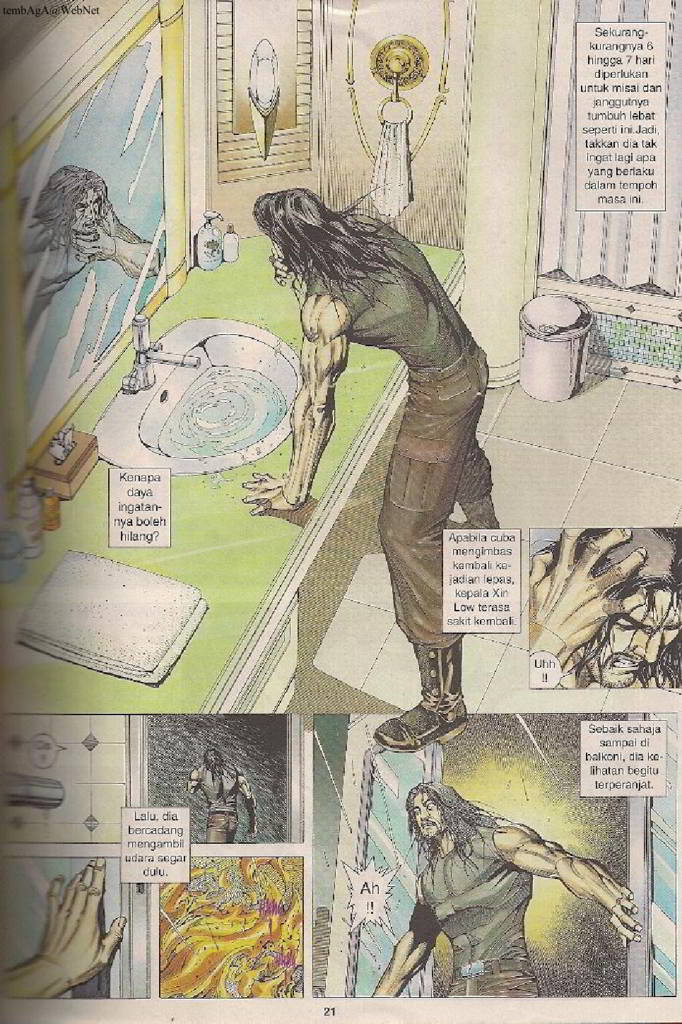 tembAgA@WebNet
Sekurang-
kurangnya 6
hingga 7 hari
diperlukan
untuk misai dan
janggutnya
tumbuh lebat
seperti ini.Jadi,
takkan dia tak
ingat lagi apa
yang berlaku
dalam tempoh
masa ini.
Kenapa
daya
ingatan-
nya boleh
hilang?
Apabila cuba
mengimbas
kembali ke-
jadian lepas,
kepala Xin
Low terasa
sakit kembali.
Uhh
!!
Lalu, dia
bercadang
mengambil
udara segar
dulu.
Sebaik sahaja
sampai di
balkoni, dia ke-
lihatan begitu
terperanjat.
Ah
!!
21